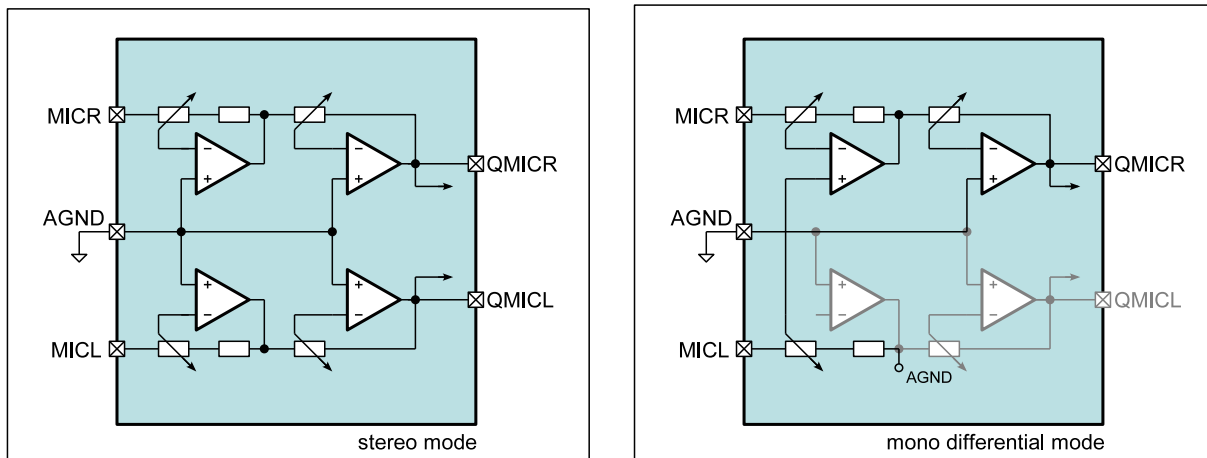 MICR
QMICR
AGND
QMICL
MICL
stereo mode
MICR
QMICR
AGND
QMICL
MICL
AGND
mono differential mode